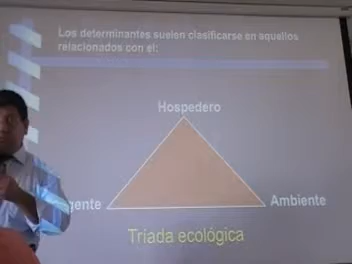 Los determinantes suelen clasificarse en aquellos
relacionados con el:
Hospedero
gente
Ambiente
Triada ecológica